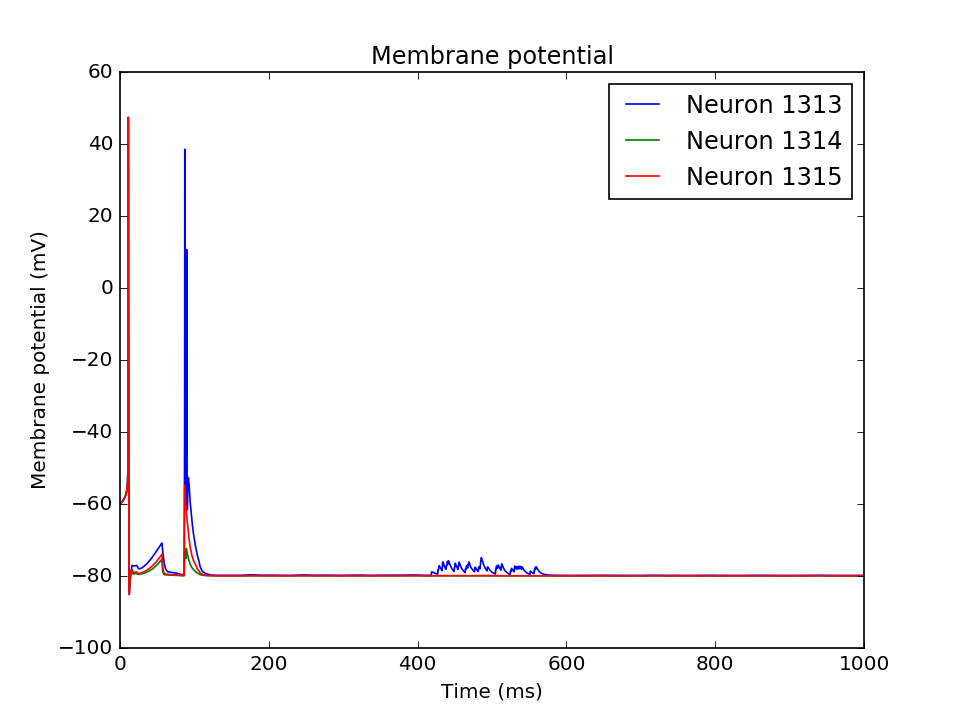 Membrane potential
60
40
20
0
−20
−40
−60
−80
−100
Membrane potential (mV)
Neuron 1313
Neuron 1314
Neuron 1315
0 200 400 600 800 1000
Time (ms)